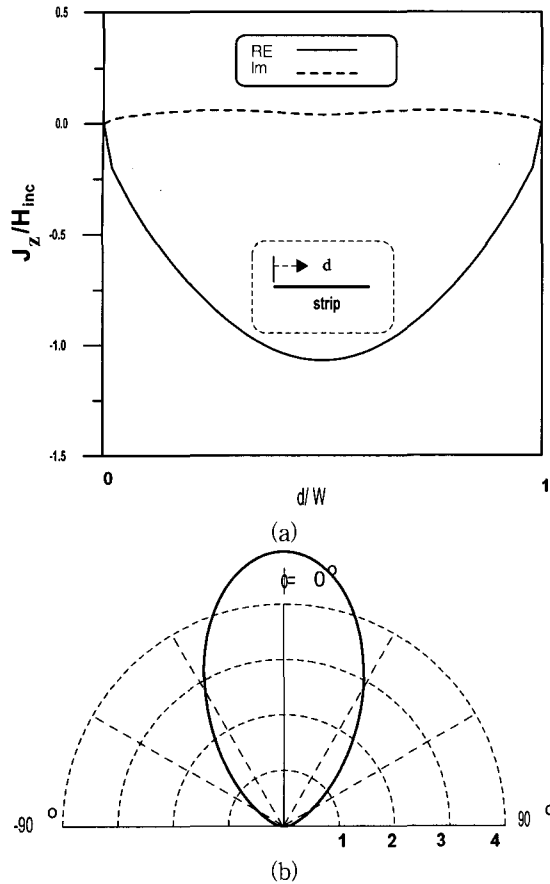 0.5
RE
Im
0.0
J_z/H_inc
-0.5
d
strip
-1.0
-1.5
0
1
d/W
(a)
ϕ= 0°
-90 °
90 °
1 2 3 4
(b)